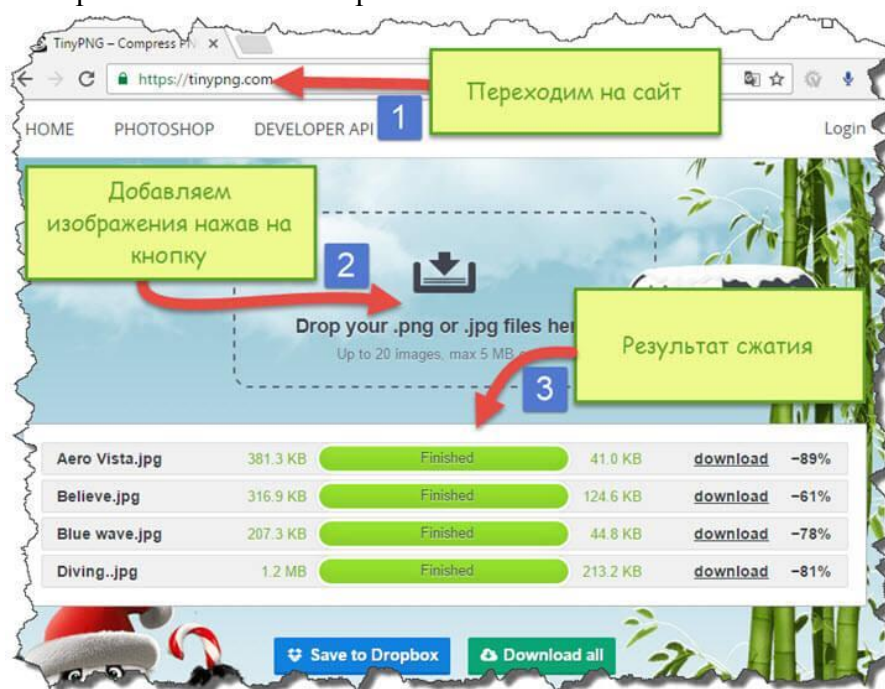 TinyPNG – Compress PN
https://tinypng.com
Переходим на сайт
1
HOME PHOTOSHOP DEVELOPER API
Login
Добавляем
изображения нажав на
кнопку
2
Drop your .png or .jpg files her
Up to 20 images, max 5 MB
Результат сжатия
3
Aero Vista.jpg 381.3 KB Finished 41.0 KB download −89%
Believe.jpg 316.9 KB Finished 124.6 KB download −61%
Blue wave.jpg 207.3 KB Finished 44.8 KB download −78%
Diving..jpg 1.2 MB Finished 213.2 KB download −81%
Save to Dropbox
Download all